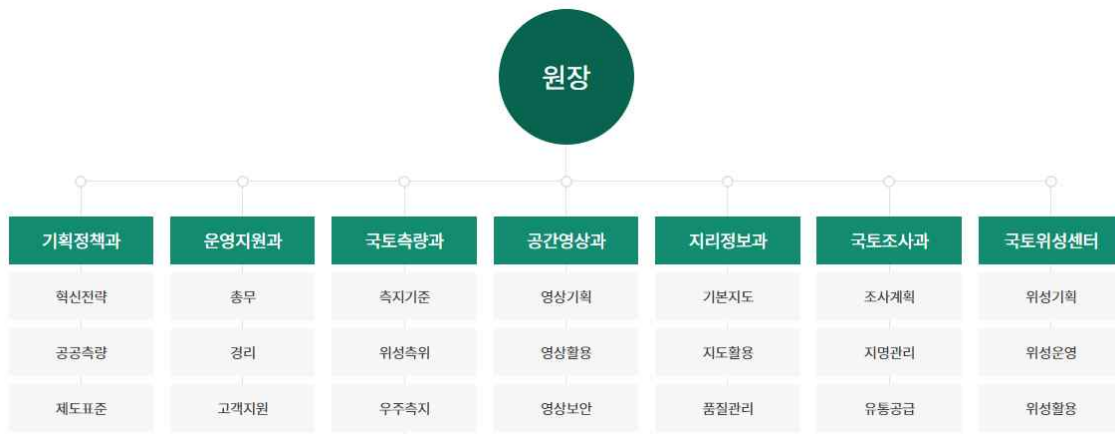 원장
기획정책과 운영지원과 국토측량과 공간영상과 지리정보과 국토조사과 국토위성센터
혁신전략 총무 측지기준 영상기획 기본지도 조사계획 위성기획
공공측량 경리 위성측위 영상활용 지도활용 지명관리 위성운영
제도표준 고객지원 우주측지 영상보안 품질관리 유통공급 위성활용